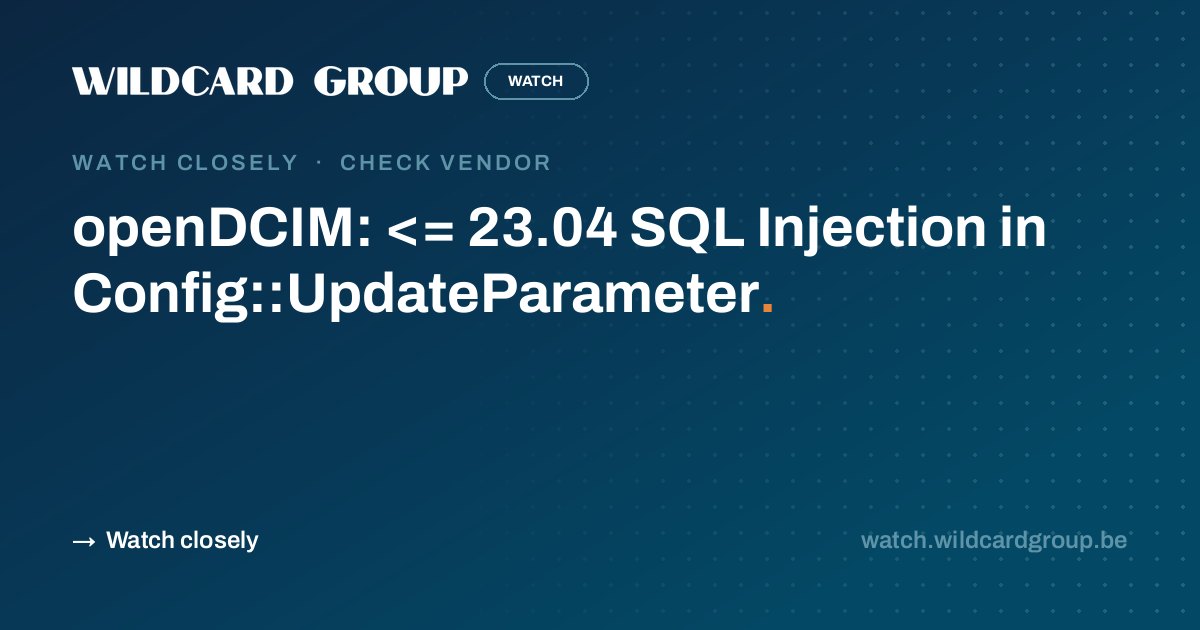 WILDCARD GROUP WATCH
WATCH CLOSELY · CHECK VENDOR
openDCIM: <= 23.04 SQL Injection in
Config::UpdateParameter.
→ Watch closely
watch.wildcardgroup.be